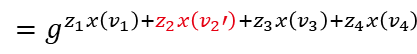 = g^{z_1 x(v_1)+z_2 x(v_2′)+z_3 x(v_3)+z_4 x(v_4)}